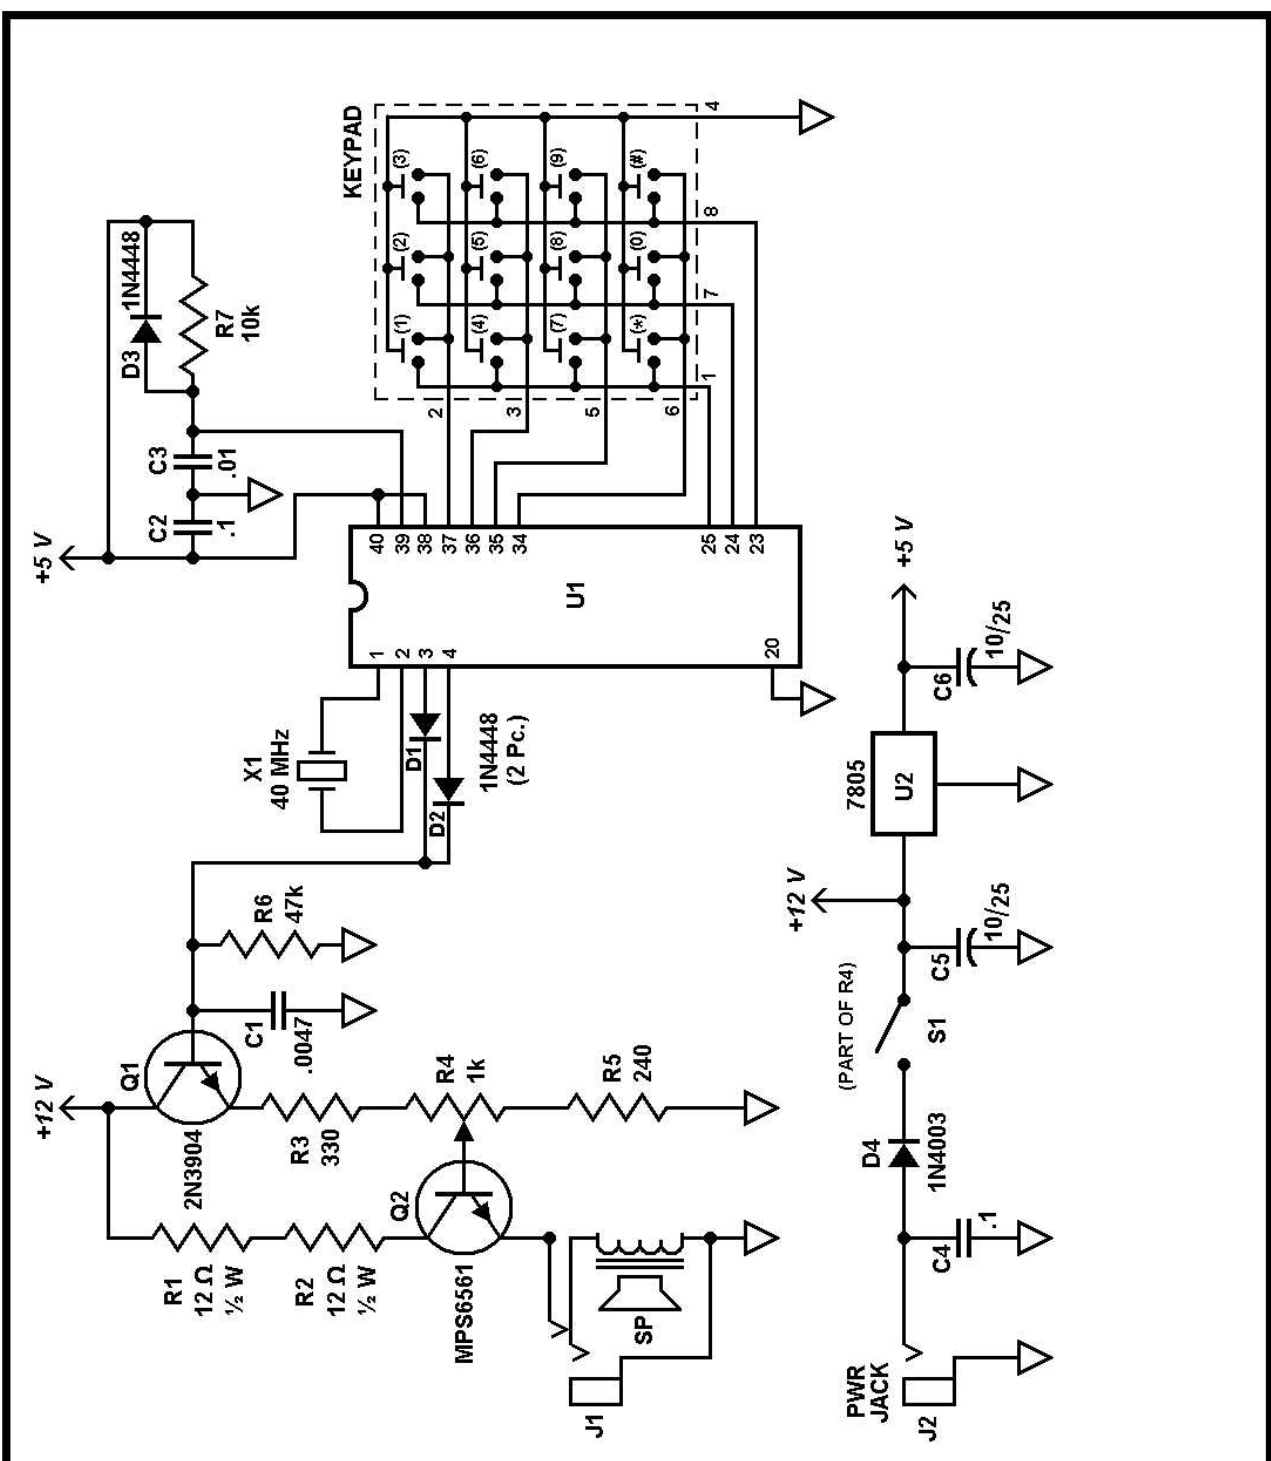 +12 V
+5 V
Q1
2N3904
R1
12 Ω
½ W
R2
12 Ω
½ W
Q2
MPS6561
R3
330
R4
1k
R5
240
C1
.0047
R6
47k
J1
SP
X1
40 MHz
D1
D2
1N4448
(2 Pc.)
C2
.1
C3
.01
D3
1N4448
R7
10k
U1
1
2
3
4
20
40
39
38
37
36
35
34
25
24
23
KEYPAD
(1)
(2)
(3)
(4)
(5)
(6)
(7)
(8)
(9)
(*)
(0)
(#)
2
3
5
6
1
7
8
4
PWR
JACK
J2
C4
.1
D4
1N4003
(PART OF R4)
S1
+12 V
C5
10/25
7805
U2
C6
10/25
+5 V